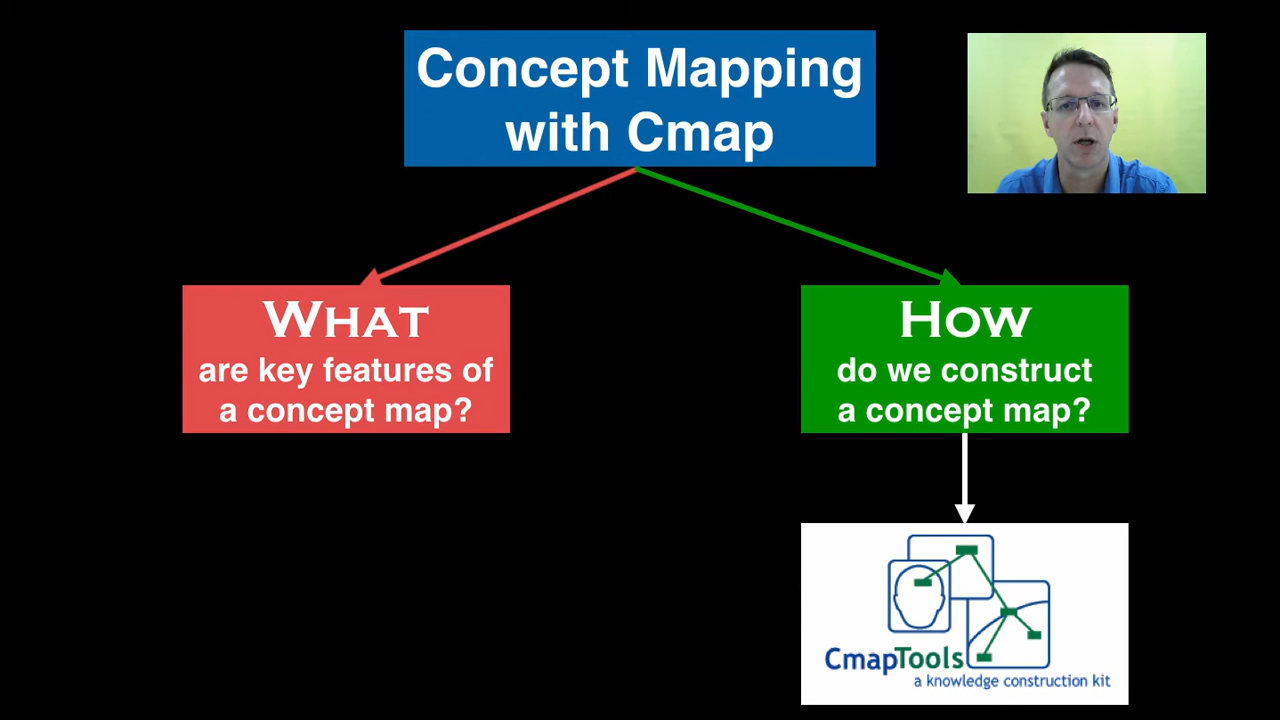 Concept Mapping
with Cmap
WHAT
are key features of
a concept map?
HOW
do we construct
a concept map?
CmapTools
a knowledge construction kit